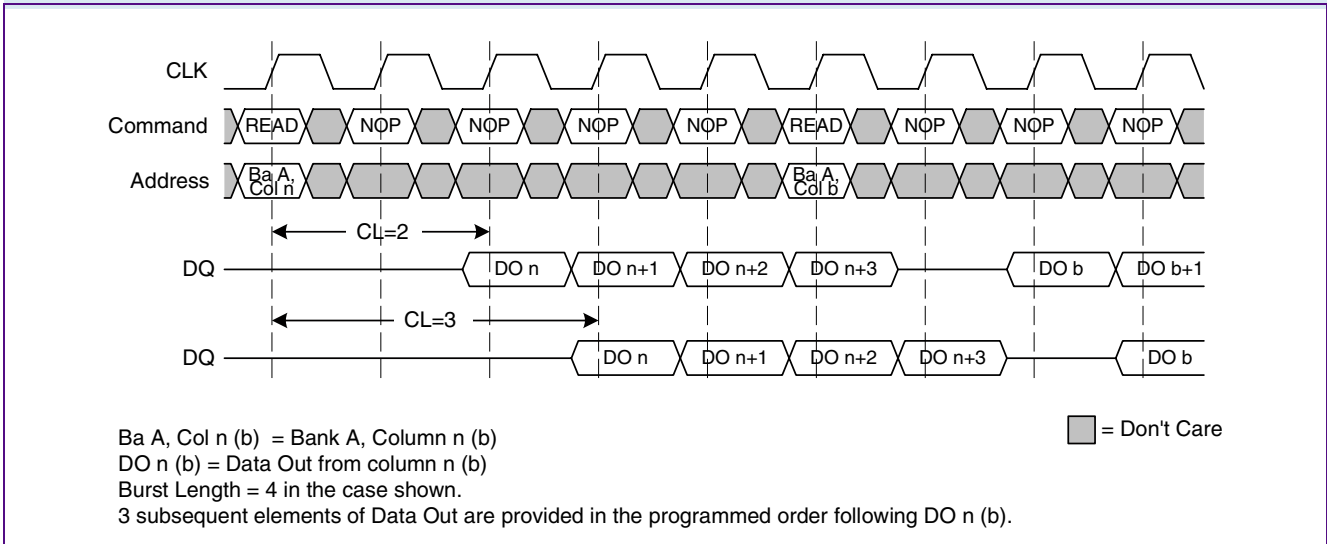 CLK
Command READ NOP NOP NOP NOP READ NOP NOP NOP
Address Ba A, Col n Ba A, Col b
CL=2
DQ DO n DO n+1 DO n+2 DO n+3 DO b DO b+1
CL=3
DQ DO n DO n+1 DO n+2 DO n+3 DO b
Ba A, Col n (b) = Bank A, Column n (b)
= Don't Care
DO n (b) = Data Out from column n (b)
Burst Length = 4 in the case shown.
3 subsequent elements of Data Out are provided in the programmed order following DO n (b).